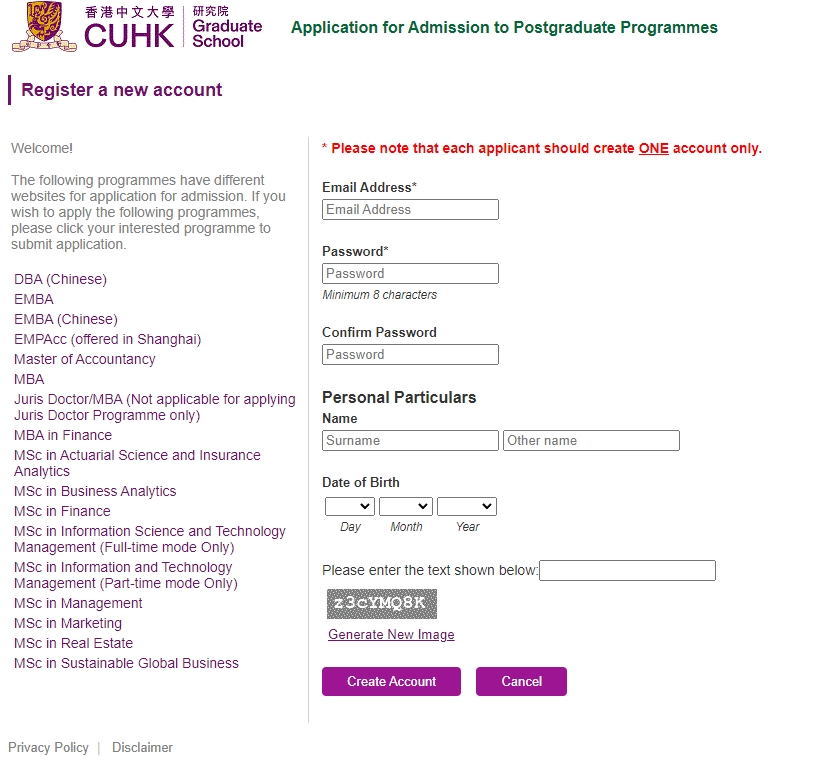 香港中文大學
CUHK
研究院
Graduate
School
Application for Admission to Postgraduate Programmes
Register a new account
Welcome!
The following programmes have different
websites for application for admission. If you
wish to apply the following programmes,
please click your interested programme to
submit application.
DBA (Chinese)
EMBA
EMBA (Chinese)
EMPAcc (offered in Shanghai)
Master of Accountancy
MBA
Juris Doctor/MBA (Not applicable for applying
Juris Doctor Programme only)
MBA in Finance
MSc in Actuarial Science and Insurance
Analytics
MSc in Business Analytics
MSc in Finance
MSc in Information Science and Technology
Management (Full-time mode Only)
MSc in Information and Technology
Management (Part-time mode Only)
MSc in Management
MSc in Marketing
MSc in Real Estate
MSc in Sustainable Global Business
* Please note that each applicant should create ONE account only.
Email Address*
Email Address
Password*
Password
Minimum 8 characters
Confirm Password
Password
Personal Particulars
Name
Surname Other name
Date of Birth
Day Month Year
Please enter the text shown below:
z3cYMQ8K
Generate New Image
Create Account Cancel
Privacy Policy | Disclaimer